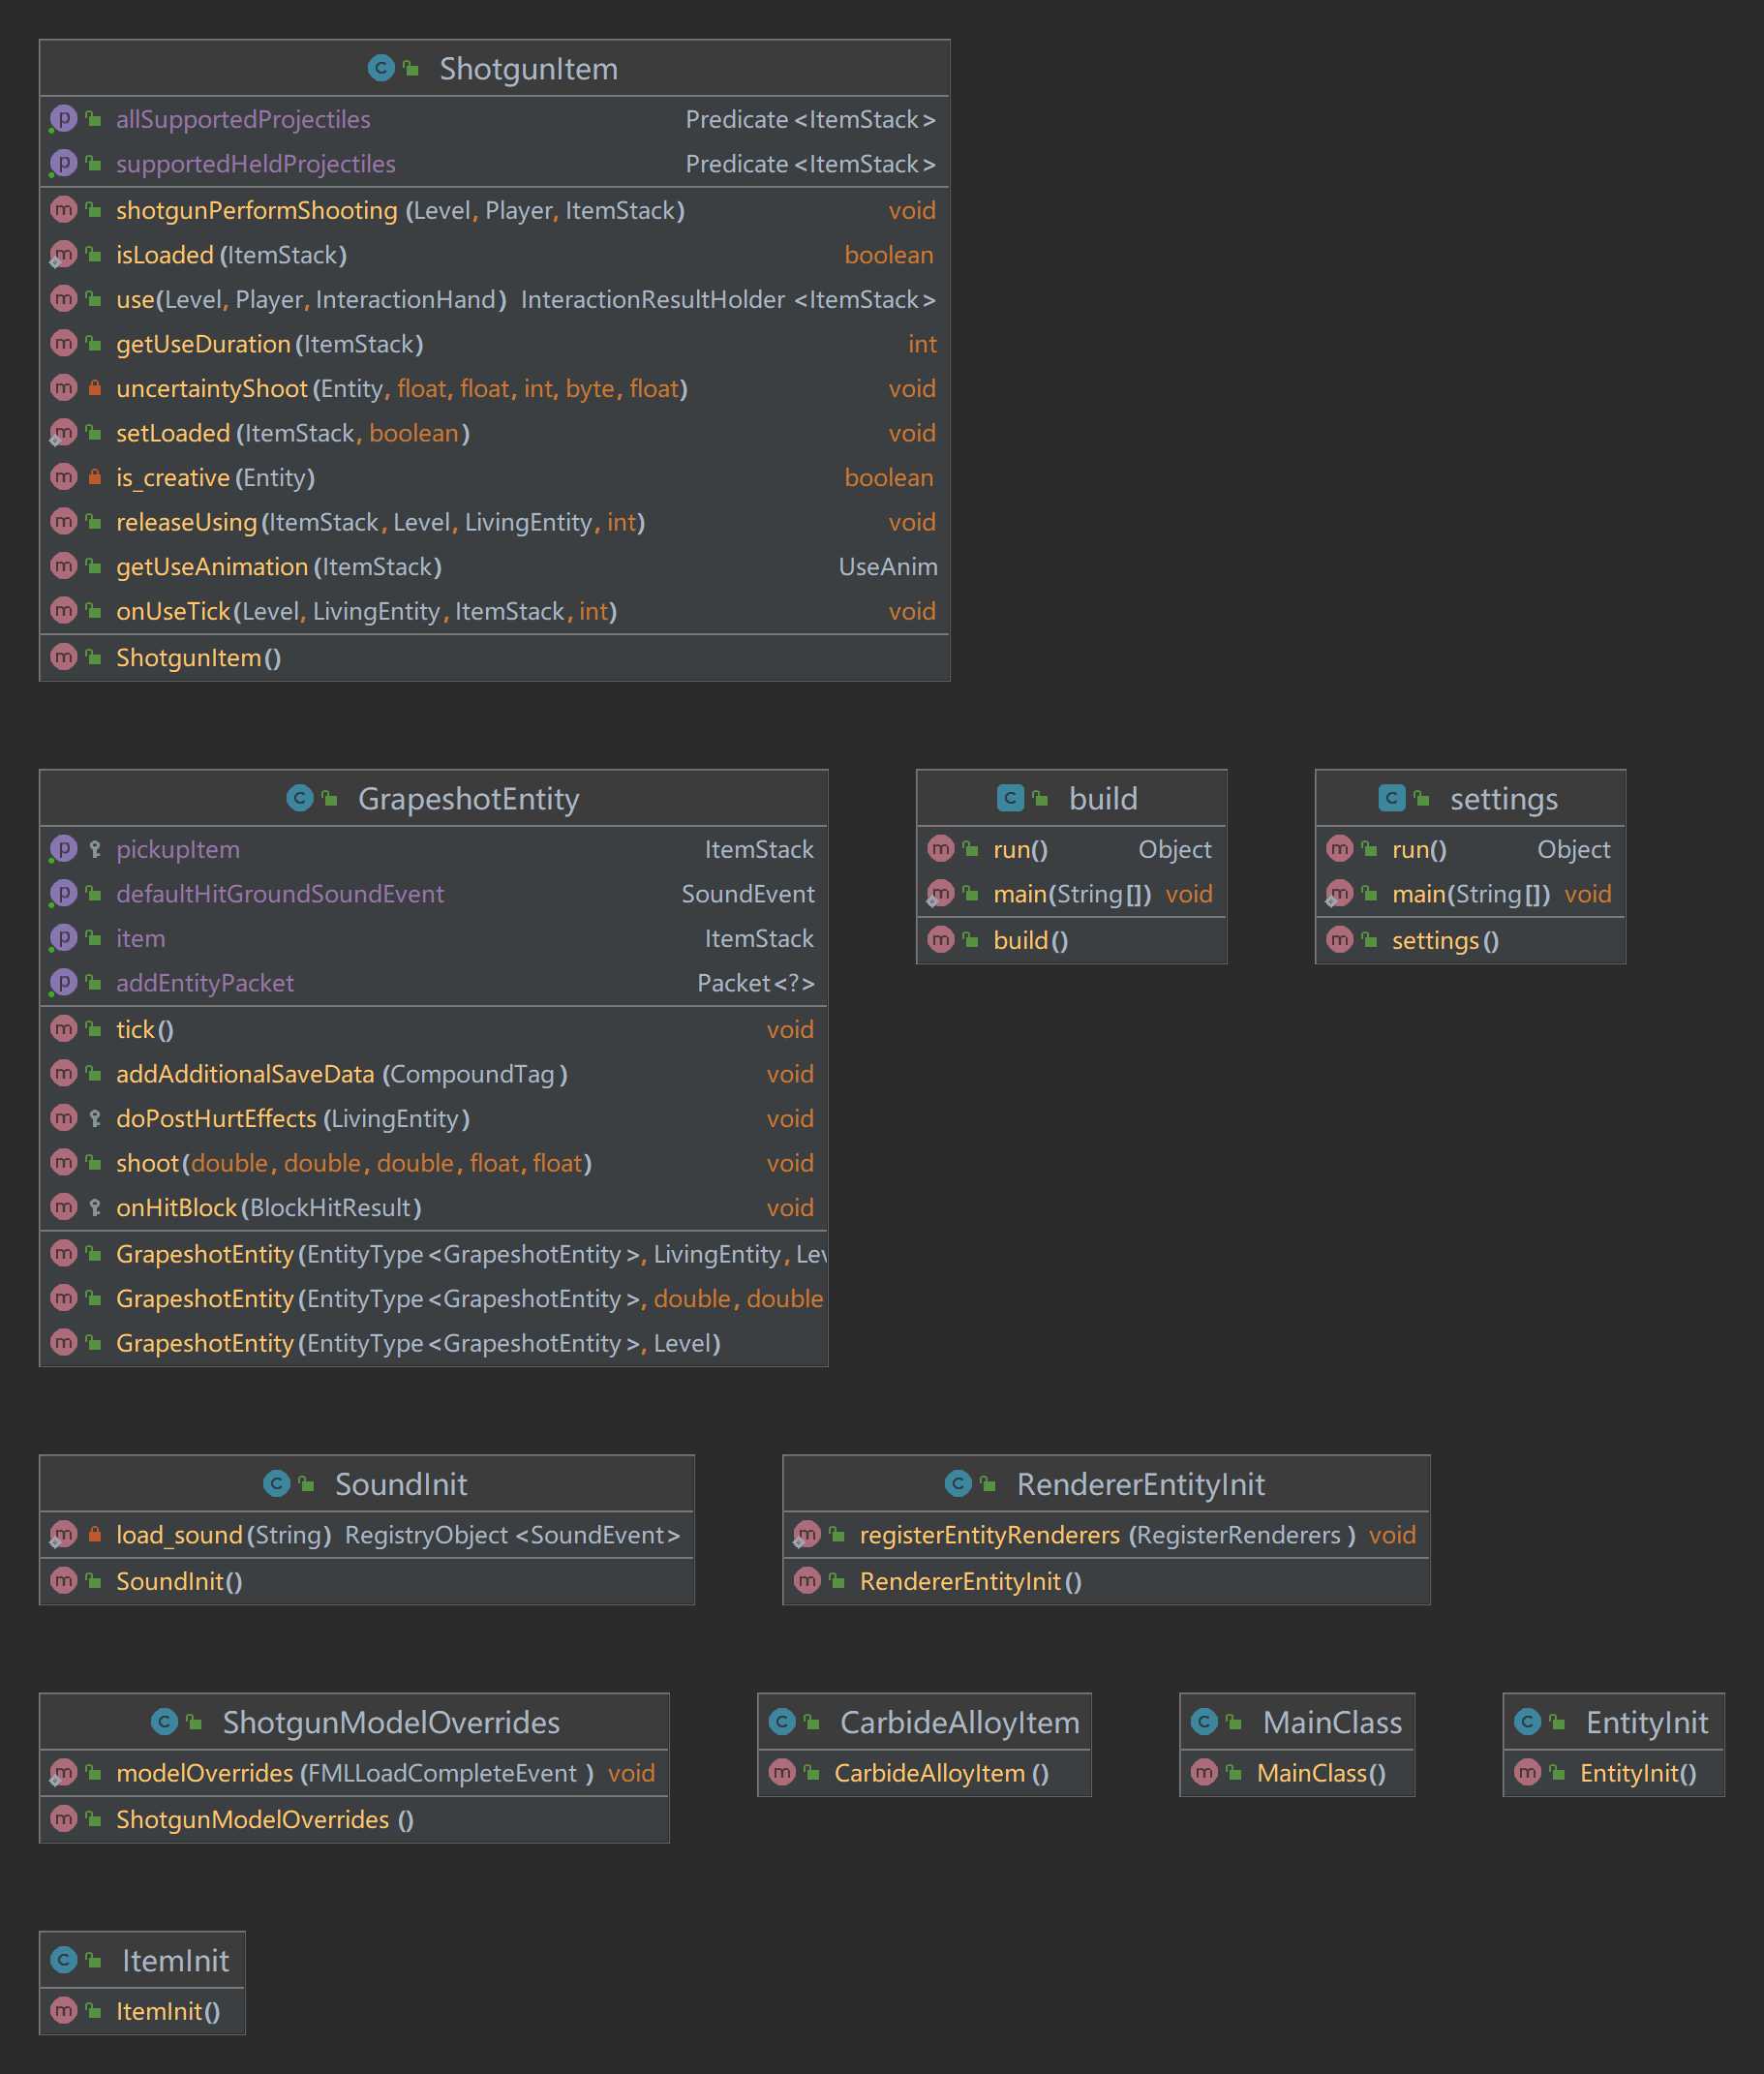 ShotgunItem
allSupportedProjectiles Predicate<ItemStack>
supportedHeldProjectiles Predicate<ItemStack>
shotgunPerformShooting(Level, Player, ItemStack) void
isLoaded(ItemStack) boolean
use(Level, Player, InteractionHand) InteractionResultHolder<ItemStack>
getUseDuration(ItemStack) int
uncertaintyShoot(Entity, float, float, int, byte, float) void
setLoaded(ItemStack, boolean) void
is_creative(Entity) boolean
releaseUsing(ItemStack, Level, LivingEntity, int) void
getUseAnimation(ItemStack) UseAnim
onUseTick(Level, LivingEntity, ItemStack, int) void
ShotgunItem()
GrapeshotEntity
pickupItem ItemStack
defaultHitGroundSoundEvent SoundEvent
item ItemStack
addEntityPacket Packet<?>
tick() void
addAdditionalSaveData(CompoundTag) void
doPostHurtEffects(LivingEntity) void
shoot(double, double, double, float, float) void
onHitBlock(BlockHitResult) void
GrapeshotEntity(EntityType<GrapeshotEntity>, LivingEntity,
GrapeshotEntity(EntityType<GrapeshotEntity>, double, double
GrapeshotEntity(EntityType<GrapeshotEntity>, Level)
build
run() Object
main(String[]) void
build()
settings
run() Object
main(String[]) void
settings()
SoundInit
load_sound(String) RegistryObject<SoundEvent>
SoundInit()
RendererEntityInit
registerEntityRenderers(RegisterRenderers) void
RendererEntityInit()
ShotgunModelOverrides
modelOverrides(FMLLoadCompleteEvent) void
ShotgunModelOverrides()
CarbideAlloyItem
CarbideAlloyItem()
MainClass
MainClass()
EntityInit
EntityInit()
ItemInit
ItemInit()